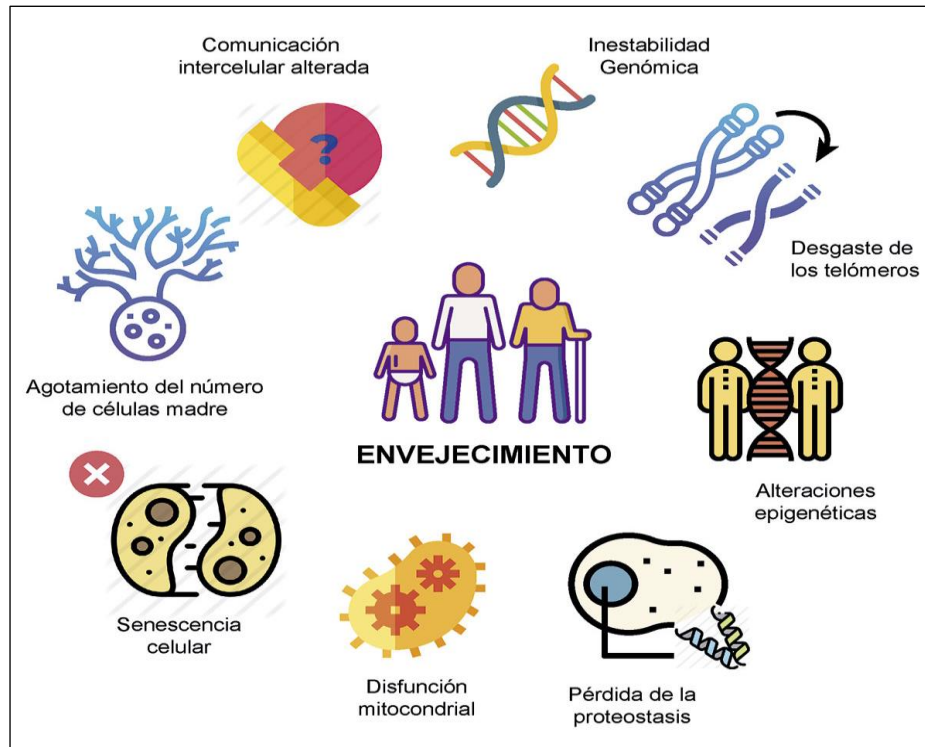 Comunicación
intercelular alterada
Inestabilidad
Genómica
Desgaste de
los telómeros
Agotamiento del número
de células madre
ENVEJECIMIENTO
Alteraciones
epigenéticas
Senescencia
celular
Disfunción
mitocondrial
Pérdida de la
proteostasis
?